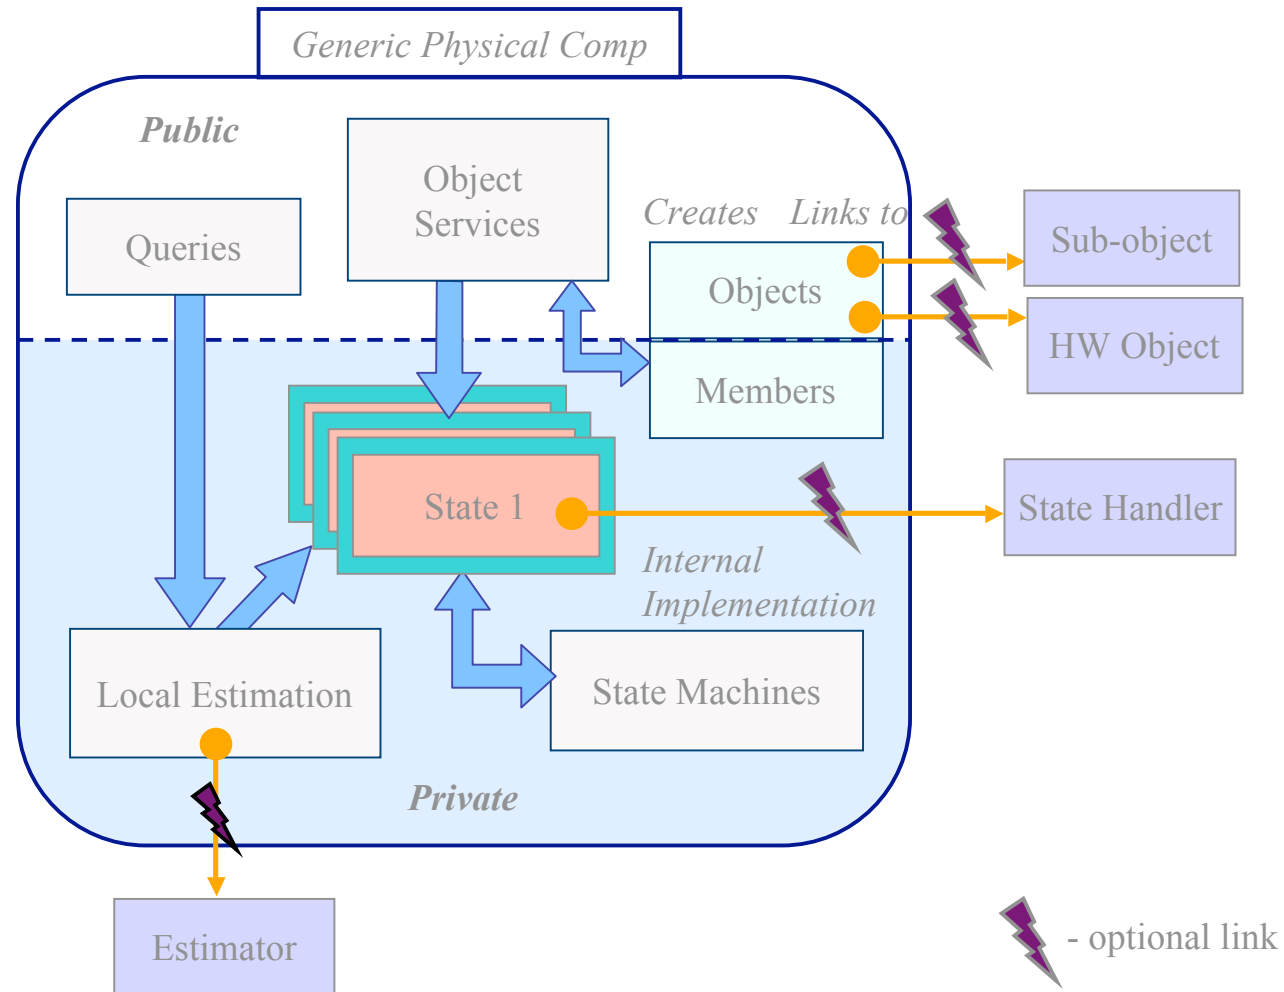 Generic Physical Comp
Public
Object
Services
Queries
Creates Links to
Objects
Members
Sub-object
HW Object
State 1
State Handler
Internal
Implementation
Local Estimation
State Machines
Private
Estimator
- optional link